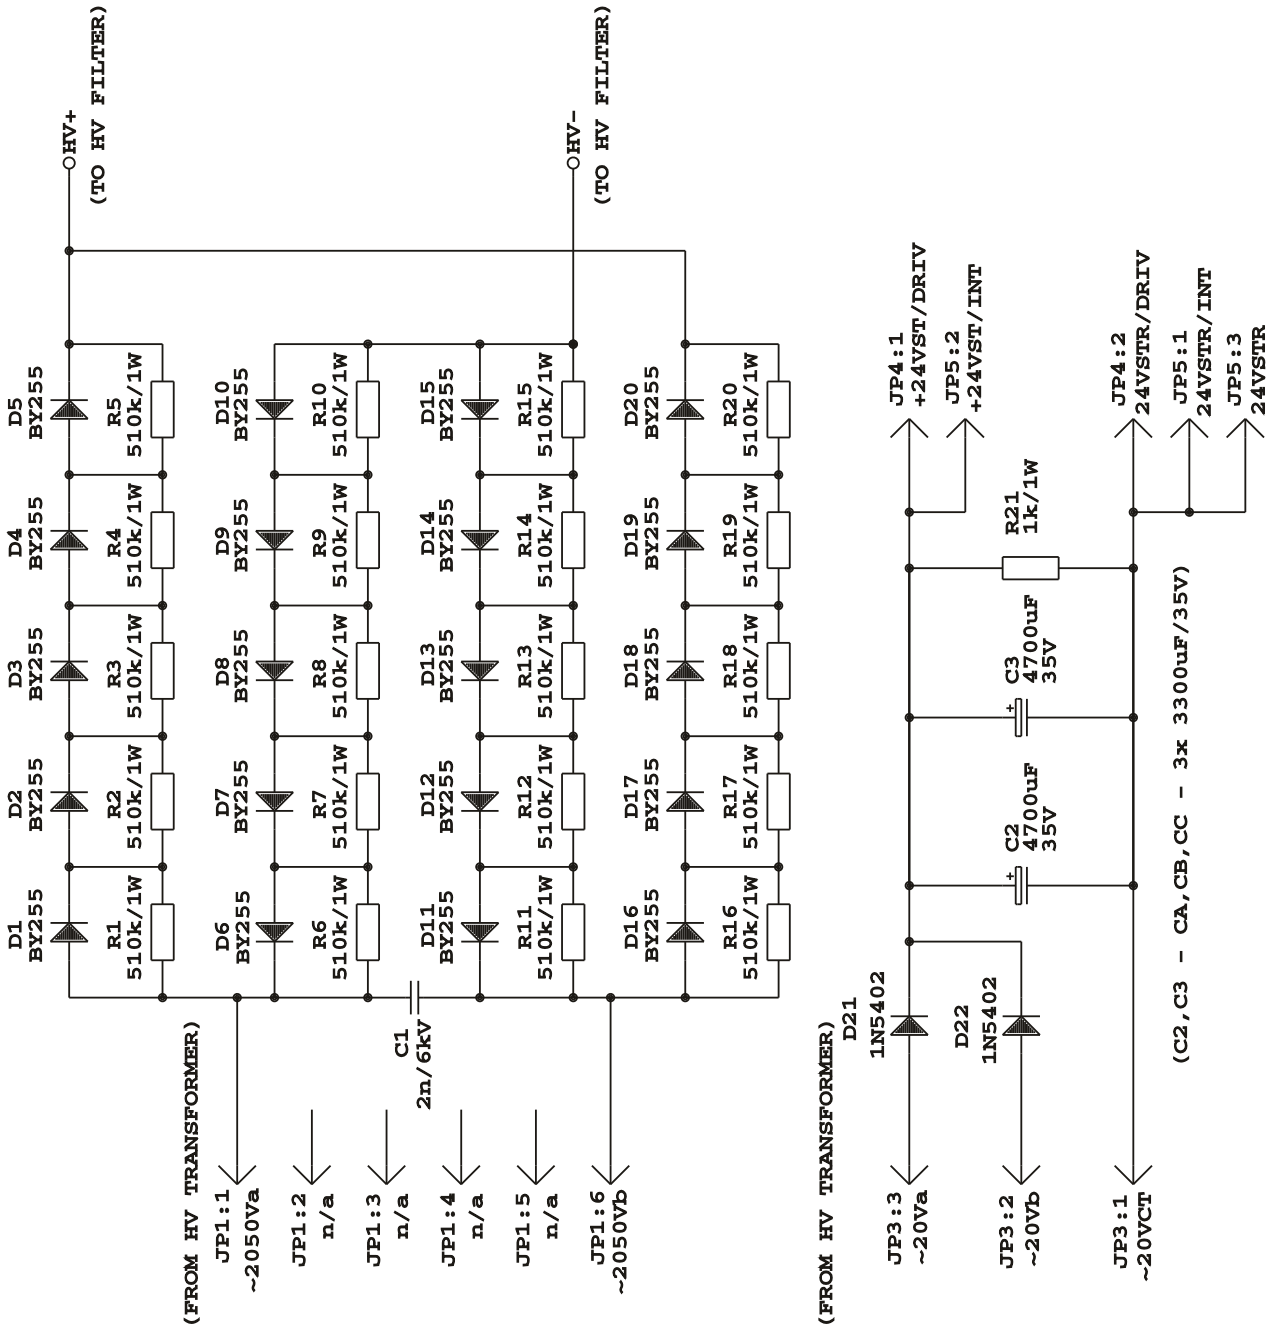 (FROM HV TRANSFORMER)
JP1:1
~2050Va
JP1:2
n/a
JP1:3
n/a
JP1:4
n/a
JP1:5
n/a
JP1:6
~2050Vb
C1
2n/6kV
D1
BY255
D2
BY255
D3
BY255
D4
BY255
D5
BY255
R1
510k/1W
R2
510k/1W
R3
510k/1W
R4
510k/1W
R5
510k/1W
HV+
(TO HV FILTER)
D6
BY255
D7
BY255
D8
BY255
D9
BY255
D10
BY255
R6
510k/1W
R7
510k/1W
R8
510k/1W
R9
510k/1W
R10
510k/1W
D11
BY255
D12
BY255
D13
BY255
D14
BY255
D15
BY255
R11
510k/1W
R12
510k/1W
R13
510k/1W
R14
510k/1W
R15
510k/1W
HV-
(TO HV FILTER)
D16
BY255
D17
BY255
D18
BY255
D19
BY255
D20
BY255
R16
510k/1W
R17
510k/1W
R18
510k/1W
R19
510k/1W
R20
510k/1W
(FROM HV TRANSFORMER)
JP3:3
~20Va
JP3:2
~20Vb
JP3:1
~20VCT
D21
1N5402
D22
1N5402
+
C2
4700uF
35V
+
C3
4700uF
35V
R21
1k/1W
JP4:1
+24VST/DRIV
JP5:2
+24VST/INT
JP4:2
24VSTR/DRIV
JP5:1
24VSTR/INT
JP5:3
24VSTR
(C2,C3 - CA,CB,CC - 3x 3300uF/35V)